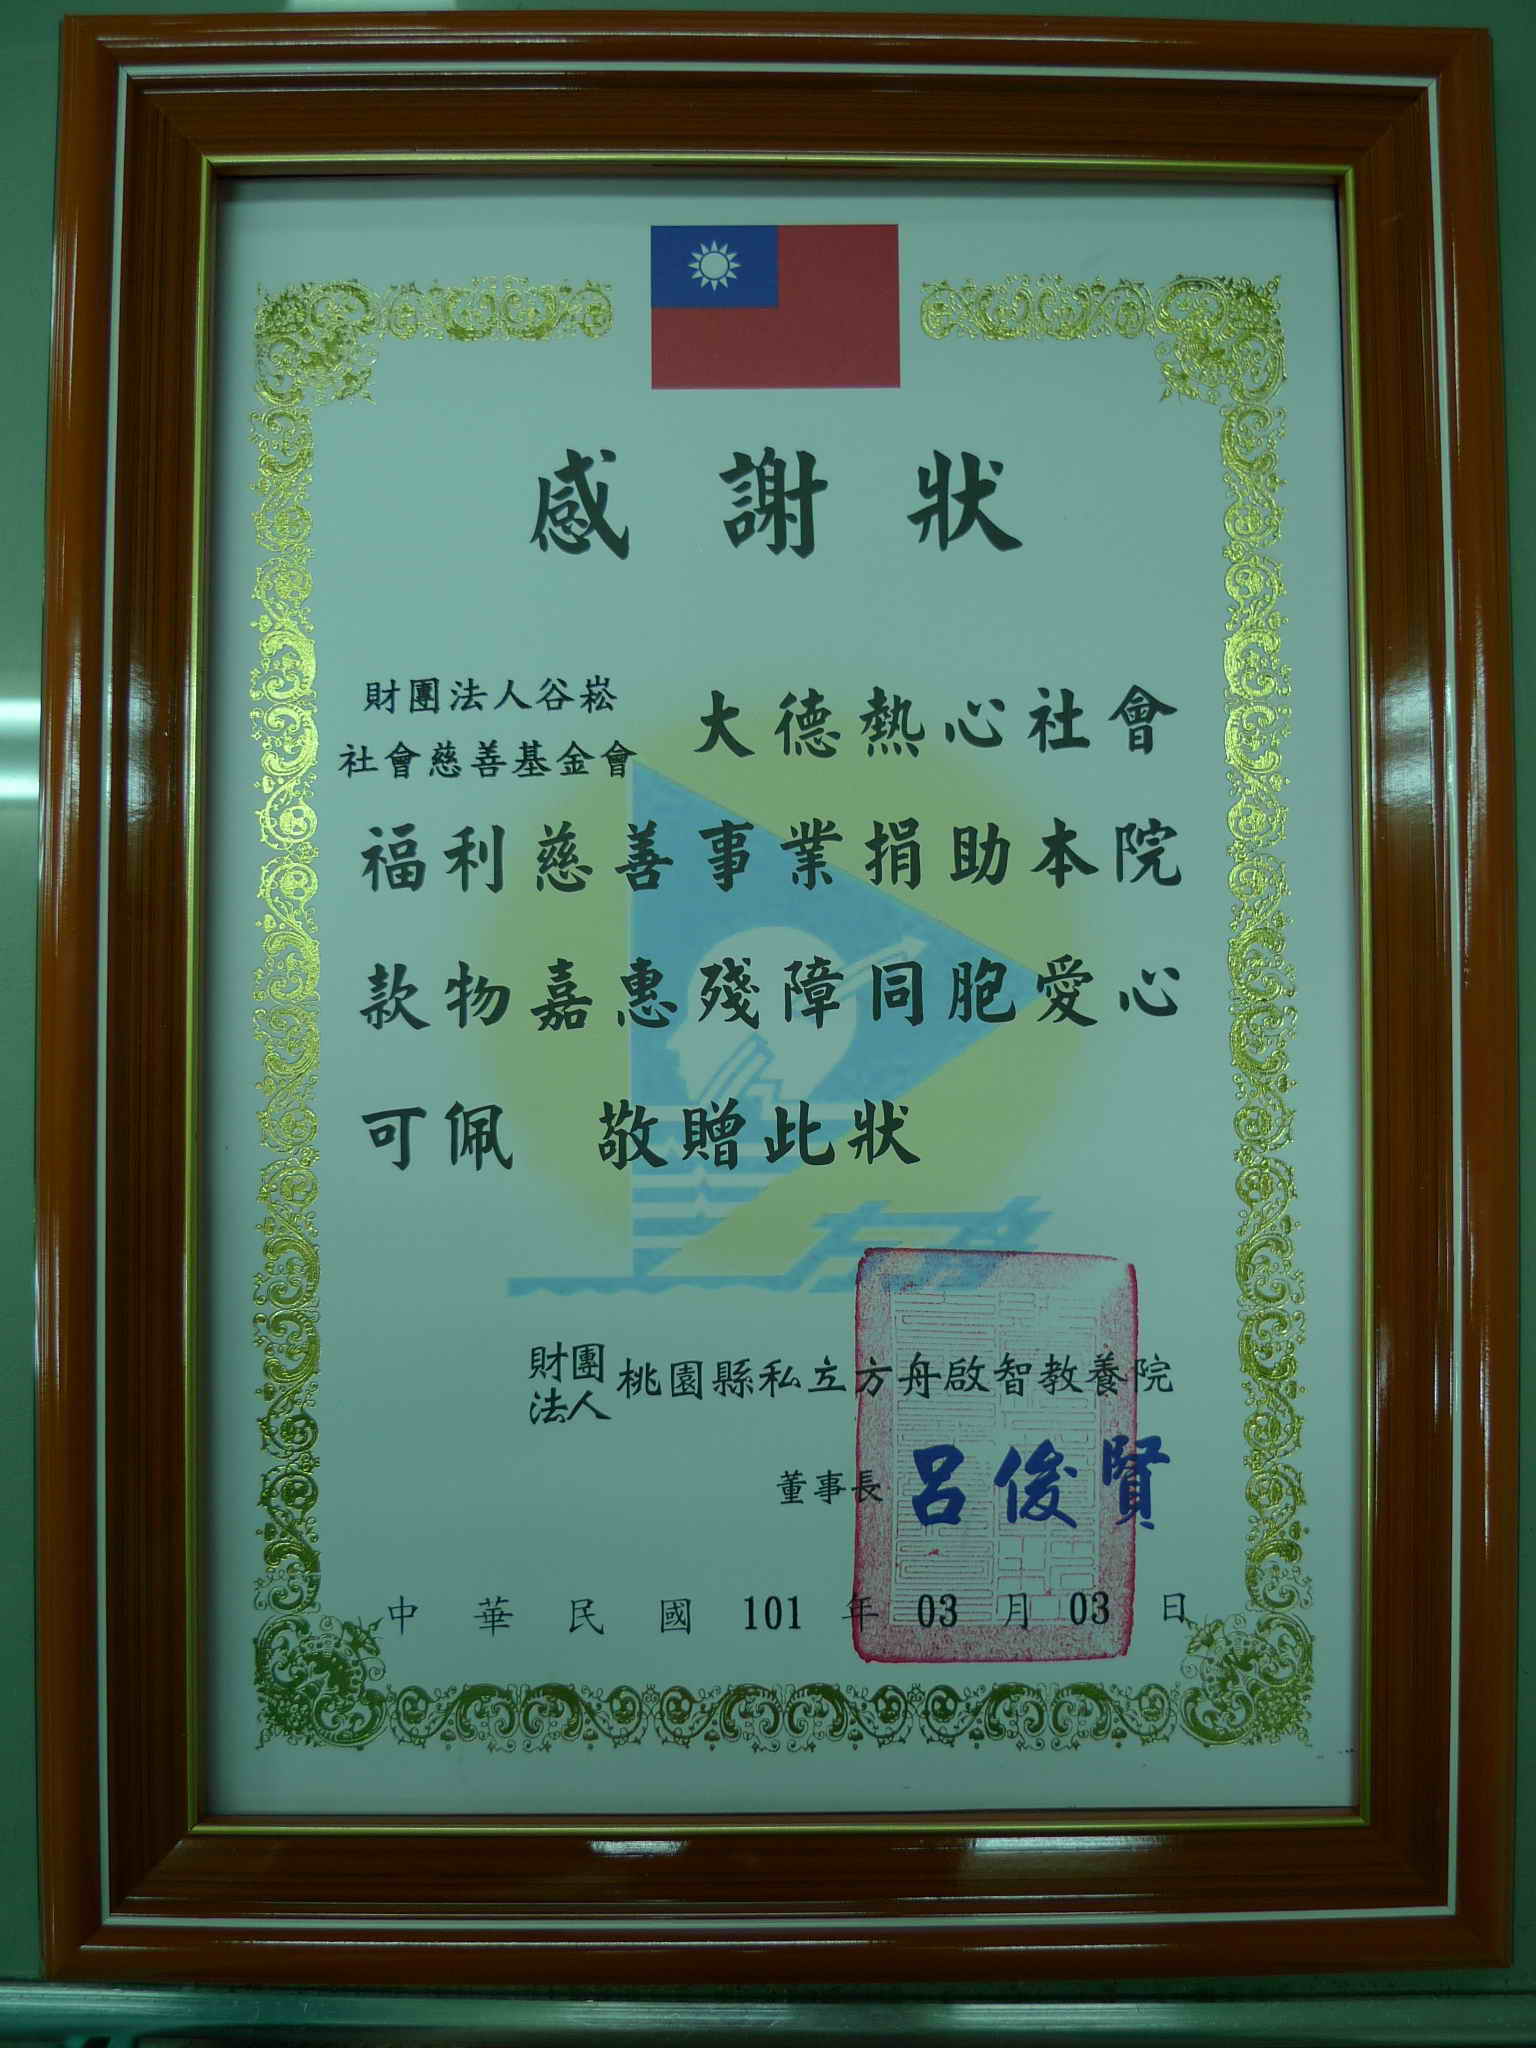 感謝狀
財團法人谷崧
社會慈善基金會
大德熱心社會
福利慈善事業捐助本院
款物嘉惠殘障同胞愛心
可佩 敬贈此狀
方舟
財團法人
桃園縣私立方舟啟智教養院
董事長 呂俊賢
中華民國 101 年 03 月 03 日